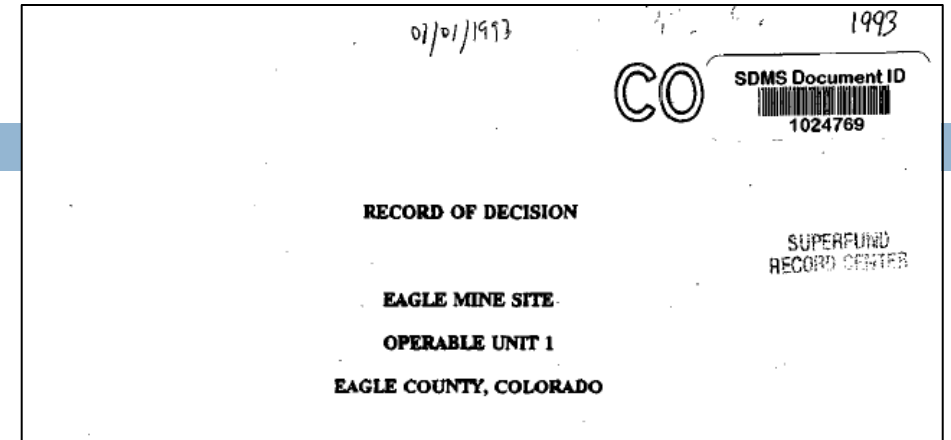 03/01/1993
1993
CO
SDMS Document ID
1024769
RECORD OF DECISION
SUPERFUND
RECORD CENTER
EAGLE MINE SITE
OPERABLE UNIT 1
EAGLE COUNTY, COLORADO